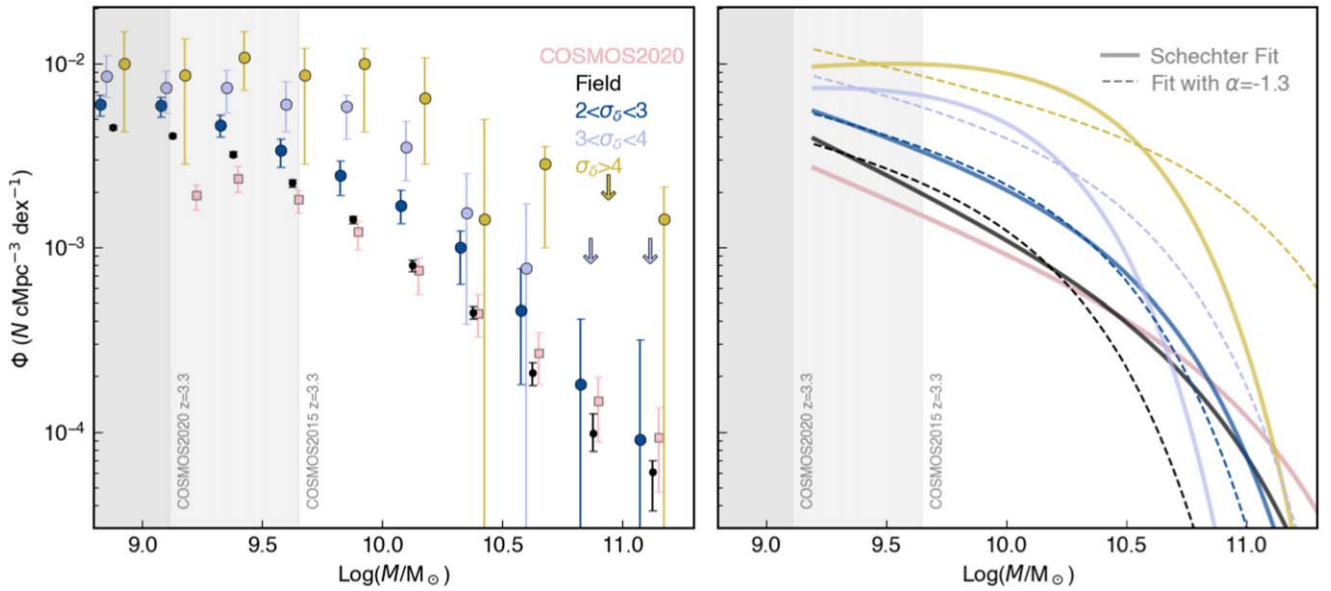 10⁻²
10⁻³
10⁻⁴
Φ (N cMpc⁻³ dex⁻¹)
COSMOS2020
Field
2<σδ<3
3<σδ<4
σδ>4
COSMOS2020 z=3.3
COSMOS2015 z=3.3
9.0 9.5 10.0 10.5 11.0
Log(M/M⊙)
Schechter Fit
Fit with α=-1.3
COSMOS2020 z=3.3
COSMOS2015 z=3.3
9.0 9.5 10.0 10.5 11.0
Log(M/M⊙)